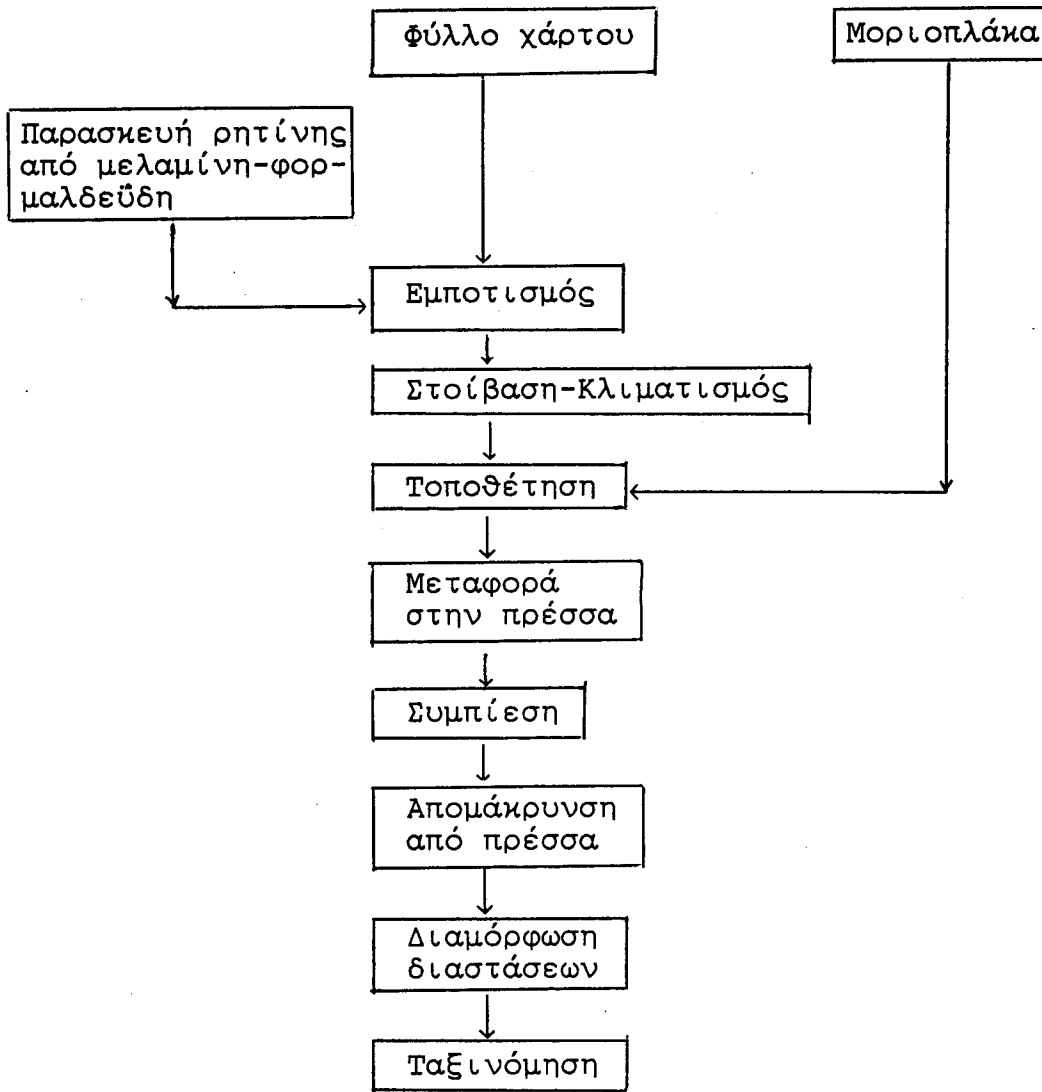 Φύλλο χάρτου
Μοριοπλάκα
Παρασκευή ρητίνης
από μελαμίνη-φορ-
μαλδεΰδη
Εμποτισμός
Στοίβαση-Κλιματισμός
Τοποθέτηση
Μεταφορά
στην πρέσσα
Συμπίεση
Απομάκρυνση
από πρέσσα
Διαμόρφωση
διαστάσεων
Ταξινόμηση